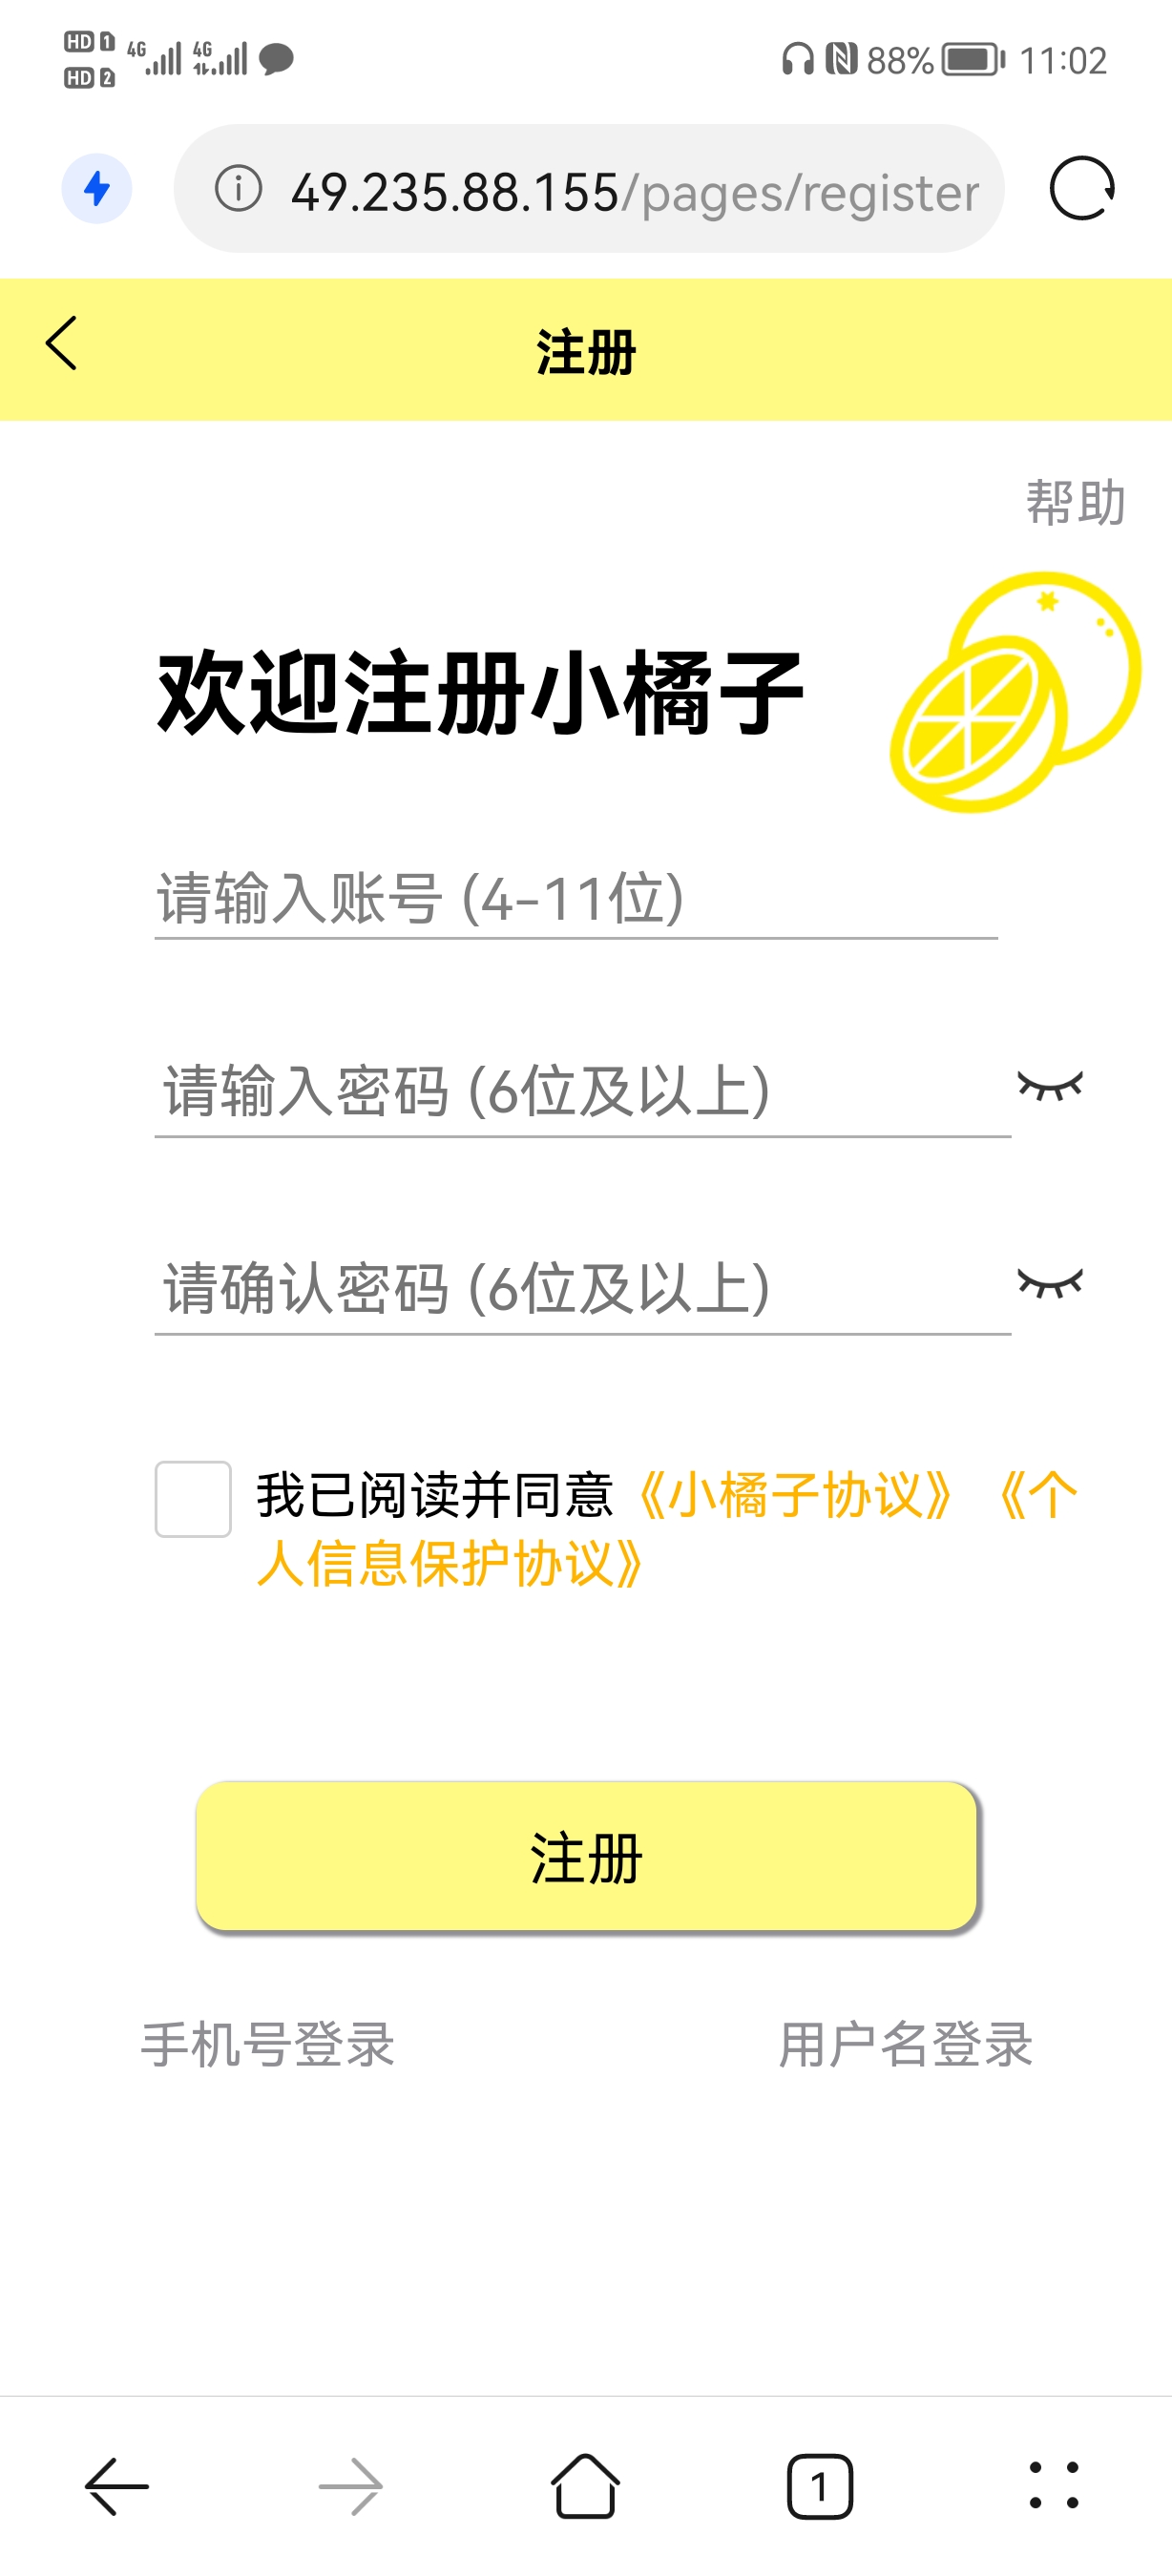 HD 1 4G 4G 88% 11:02
HD 2
49.235.88.155/pages/register
注册
帮助
欢迎注册小橘子
请输入账号 (4-11位)
请输入密码 (6位及以上)
请确认密码 (6位及以上)
我已阅读并同意《小橘子协议》《个
人信息保护协议》
注册
手机号登录 用户名登录
1